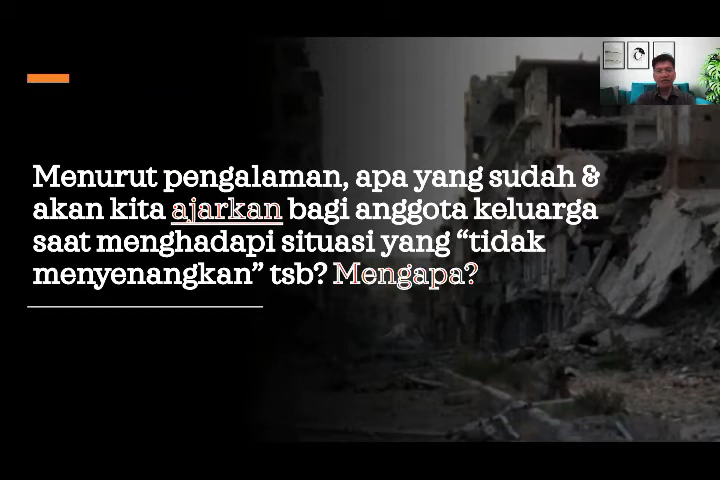 Menurut pengalaman, apa yang sudah &
akan kita ajarkan bagi anggota keluarga
saat menghadapi situasi yang “tidak
menyenangkan” tsb? Mengapa?